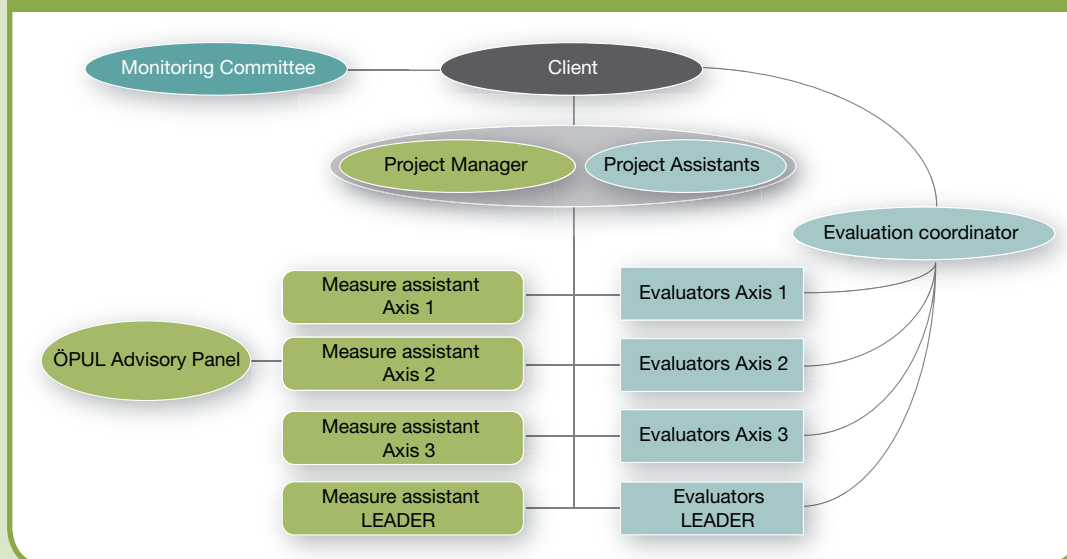 Monitoring Committee
Client
Project Manager
Project Assistants
Evaluation coordinator
Measure assistant
Axis 1
Evaluators Axis 1
ÖPUL Advisory Panel
Measure assistant
Axis 2
Evaluators Axis 2
Measure assistant
Axis 3
Evaluators Axis 3
Measure assistant
LEADER
Evaluators
LEADER